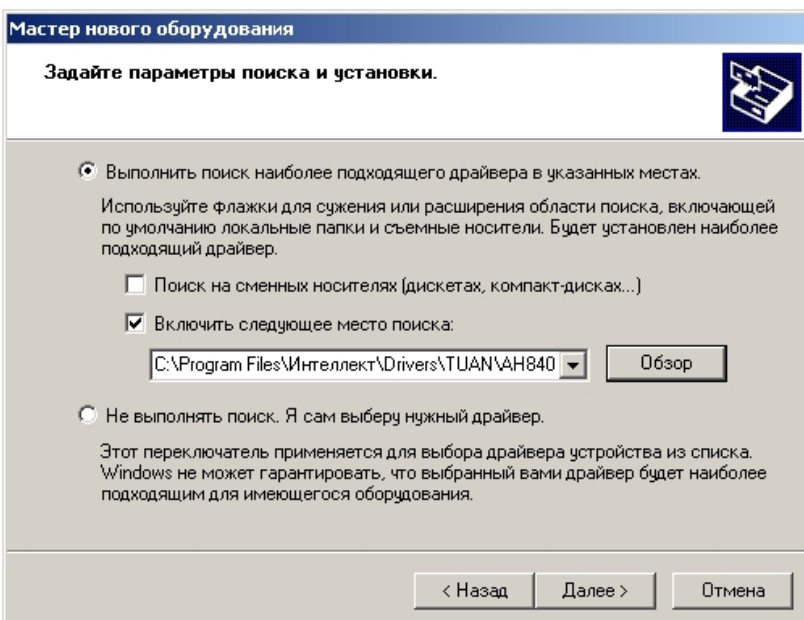 Мастер нового оборудования
Задайте параметры поиска и установки.
Выполнить поиск наиболее подходящего драйвера в указанных местах.
Используйте флажки для сужения или расширения области поиска, включающей
по умолчанию локальные папки и съемные носители. Будет установлен наиболее
подходящий драйвер.
Поиск на сменных носителях (дискетах, компакт-дисках...)
Включить следующее место поиска:
C:\Program Files\Интеллект\Drivers\TUAN\AH840
Обзор
Не выполнять поиск. Я сам выберу нужный драйвер.
Этот переключатель применяется для выбора драйвера устройства из списка.
Windows не может гарантировать, что выбранный вами драйвер будет наиболее
подходящим для имеющегося оборудования.
< Назад
Далее >
Отмена